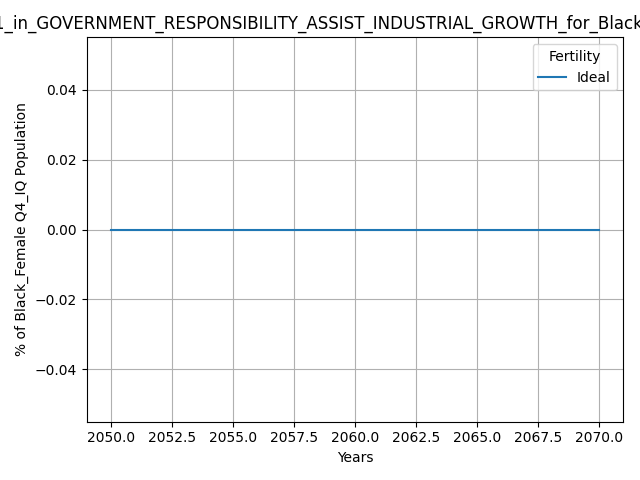 1_in_GOVERNMENT_RESPONSIBILITY_ASSIST_INDUSTRIAL_GROWTH_for_Black
Fertility
Ideal
% of Black_Female Q4_IQ Population
0.04
0.02
0.00
−0.02
−0.04
2050.0 2052.5 2055.0 2057.5 2060.0 2062.5 2065.0 2067.5 2070.0
Years